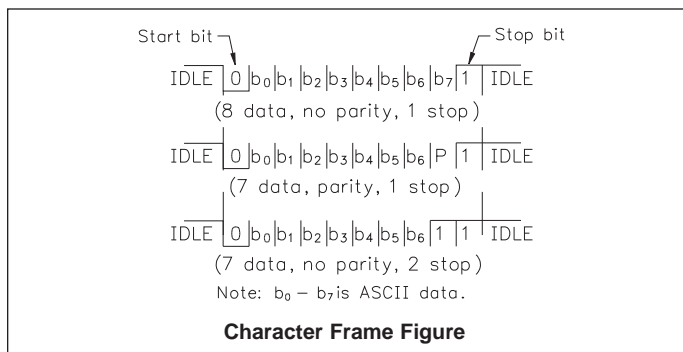 Start bit Stop bit
IDLE 0 b₀ b₁ b₂ b₃ b₄ b₅ b₆ b₇ 1 IDLE
(8 data, no parity, 1 stop)
IDLE 0 b₀ b₁ b₂ b₃ b₄ b₅ b₆ P 1 IDLE
(7 data, parity, 1 stop)
IDLE 0 b₀ b₁ b₂ b₃ b₄ b₅ b₆ 1 1 IDLE
(7 data, no parity, 2 stop)
Note: b₀ – b₇ is ASCII data.
Character Frame Figure